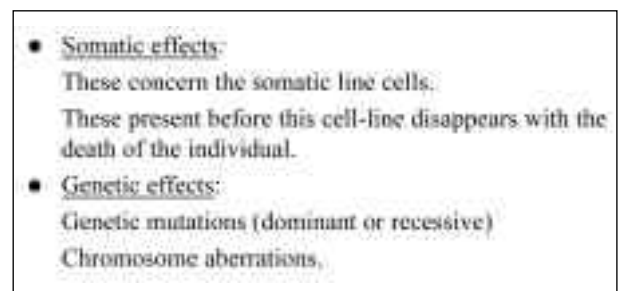 • Somatic effects:
These concern the somatic line cells.
These present before this cell-line disappears with the
death of the individual.
• Genetic effects:
Genetic mutations (dominant or recessive)
Chromosome aberrations,